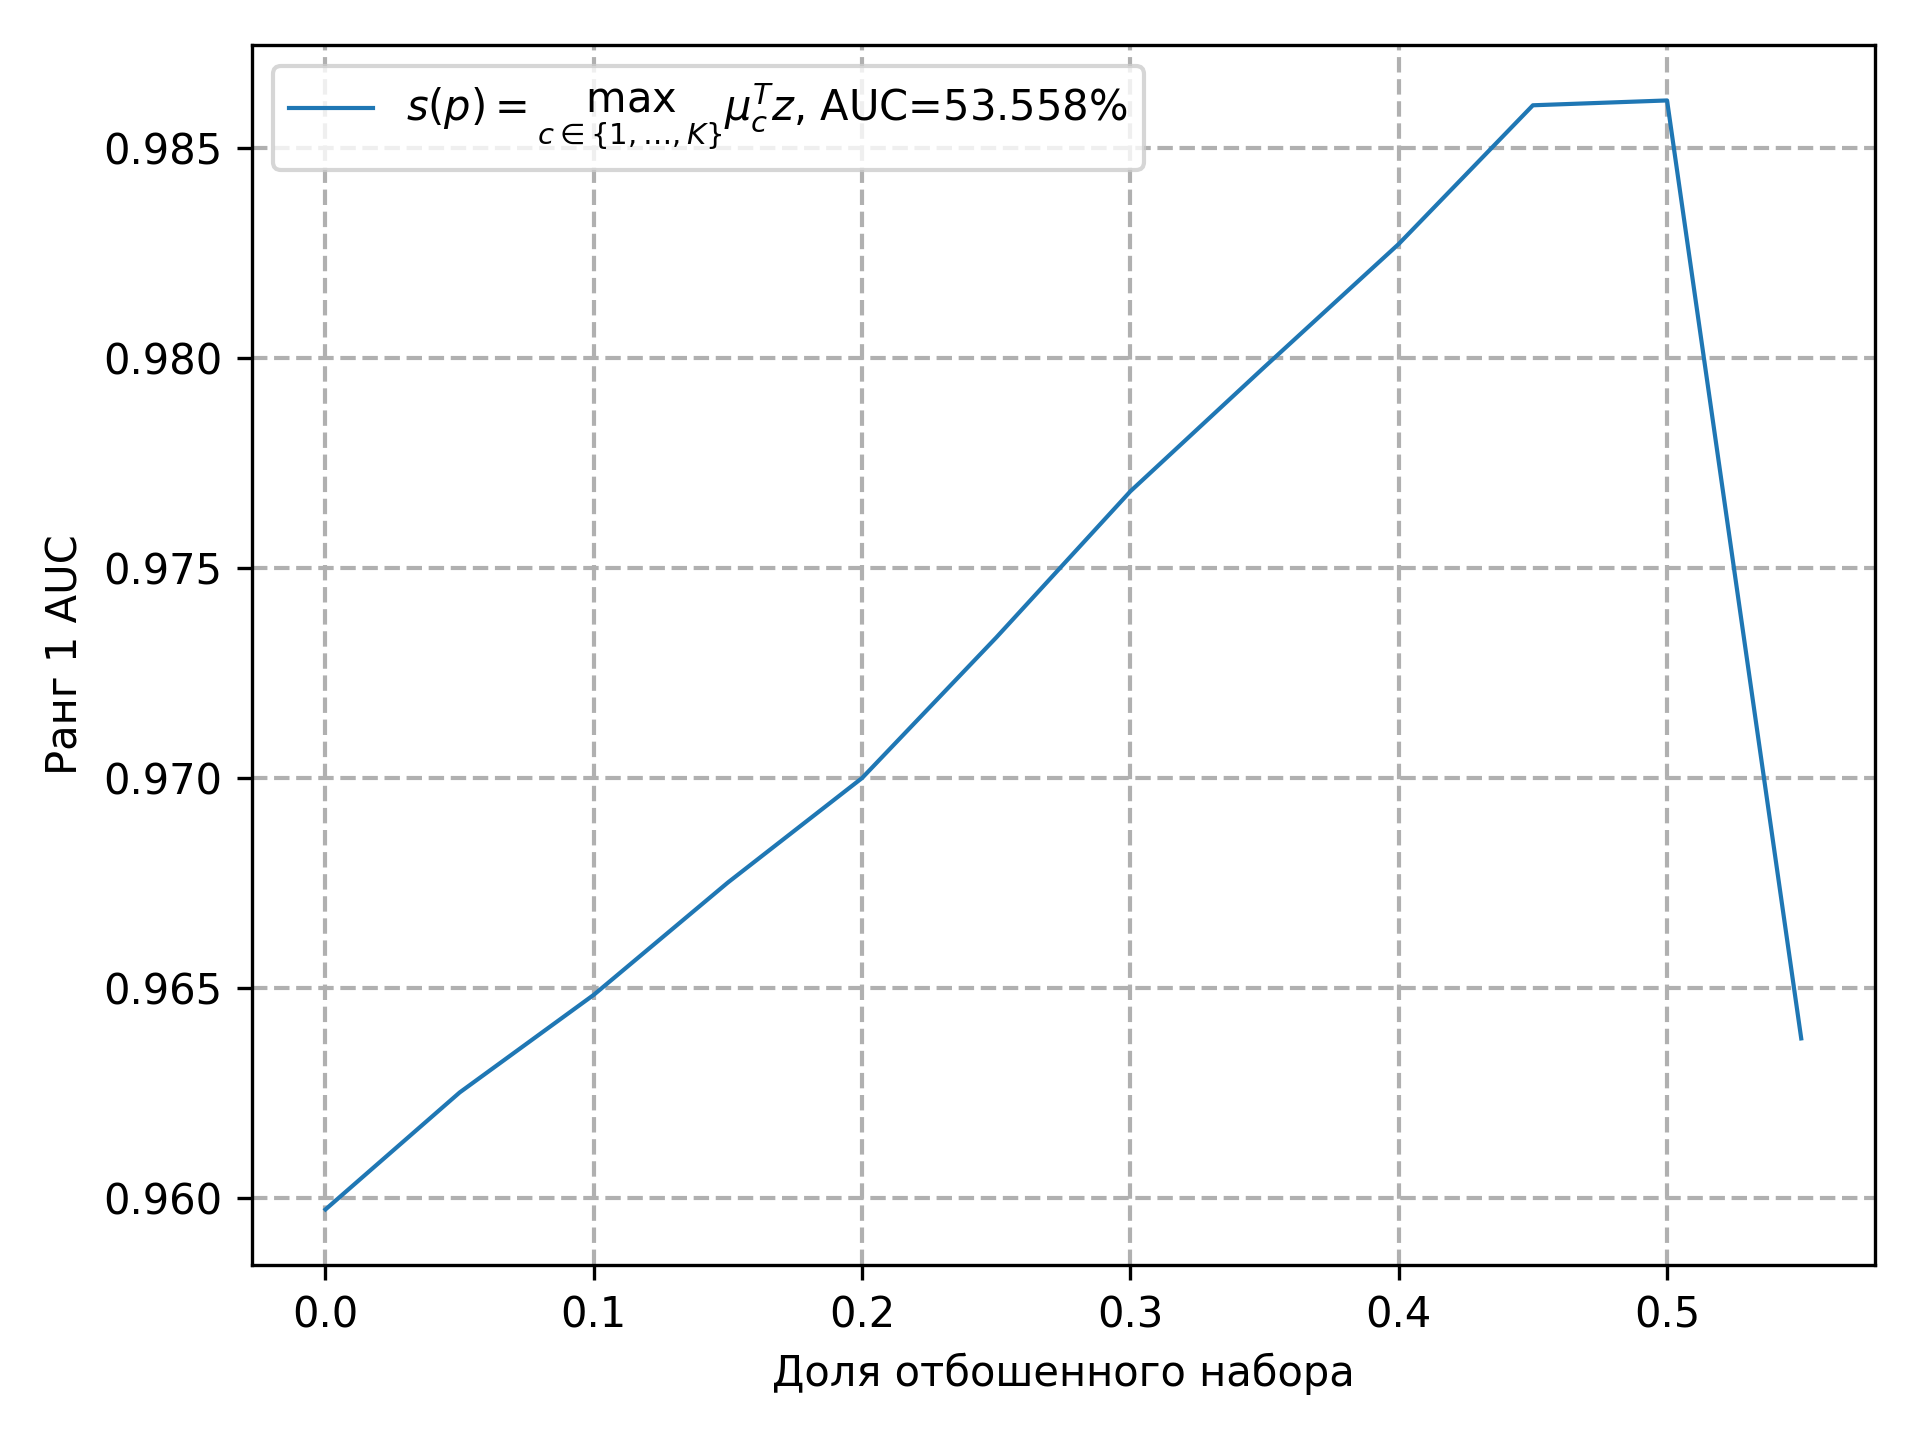 s(p) = max_{c∈{1,...,K}} μ_c^T z, AUC=53.558%
0.985
0.980
0.975
0.970
0.965
0.960
Ранг 1 AUC
0.0 0.1 0.2 0.3 0.4 0.5
Доля отбошенного набора